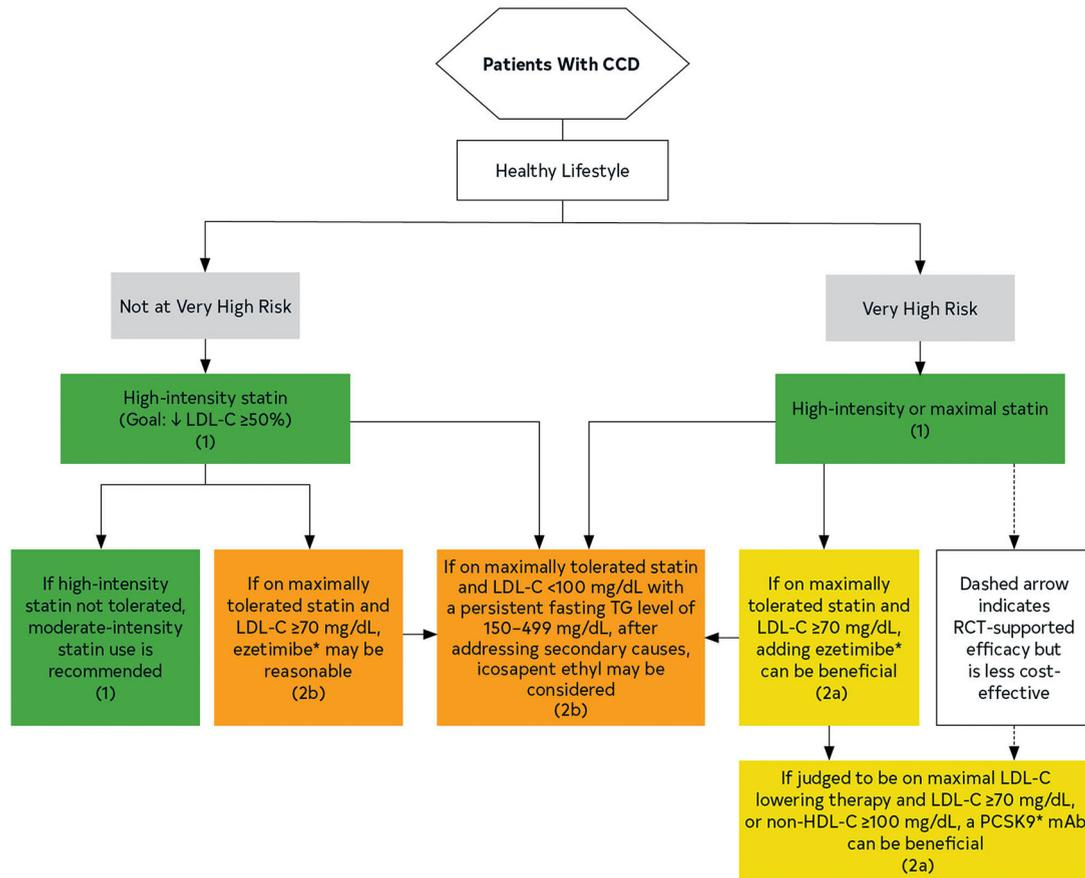 Patients With CCD
Healthy Lifestyle
Not at Very High Risk
Very High Risk
High-intensity statin
(Goal: ↓ LDL-C ≥50%)
(1)
High-intensity or maximal statin
(1)
If high-intensity
statin not tolerated,
moderate-intensity
statin use is
recommended
(1)
If on maximally
tolerated statin and
LDL-C ≥70 mg/dL,
ezetimibe* may be
reasonable
(2b)
If on maximally tolerated statin
and LDL-C <100 mg/dL with
a persistent fasting TG level of
150–499 mg/dL, after
addressing secondary causes,
icosapent ethyl may be
considered
(2b)
If on maximally
tolerated statin and
LDL-C ≥70 mg/dL,
adding ezetimibe*
can be beneficial
(2a)
Dashed arrow
indicates
RCT-supported
efficacy but
is less cost-
effective
If judged to be on maximal LDL-C
lowering therapy and LDL-C ≥70 mg/dL,
or non-HDL-C ≥100 mg/dL, a PCSK9* mAb
can be beneficial
(2a)